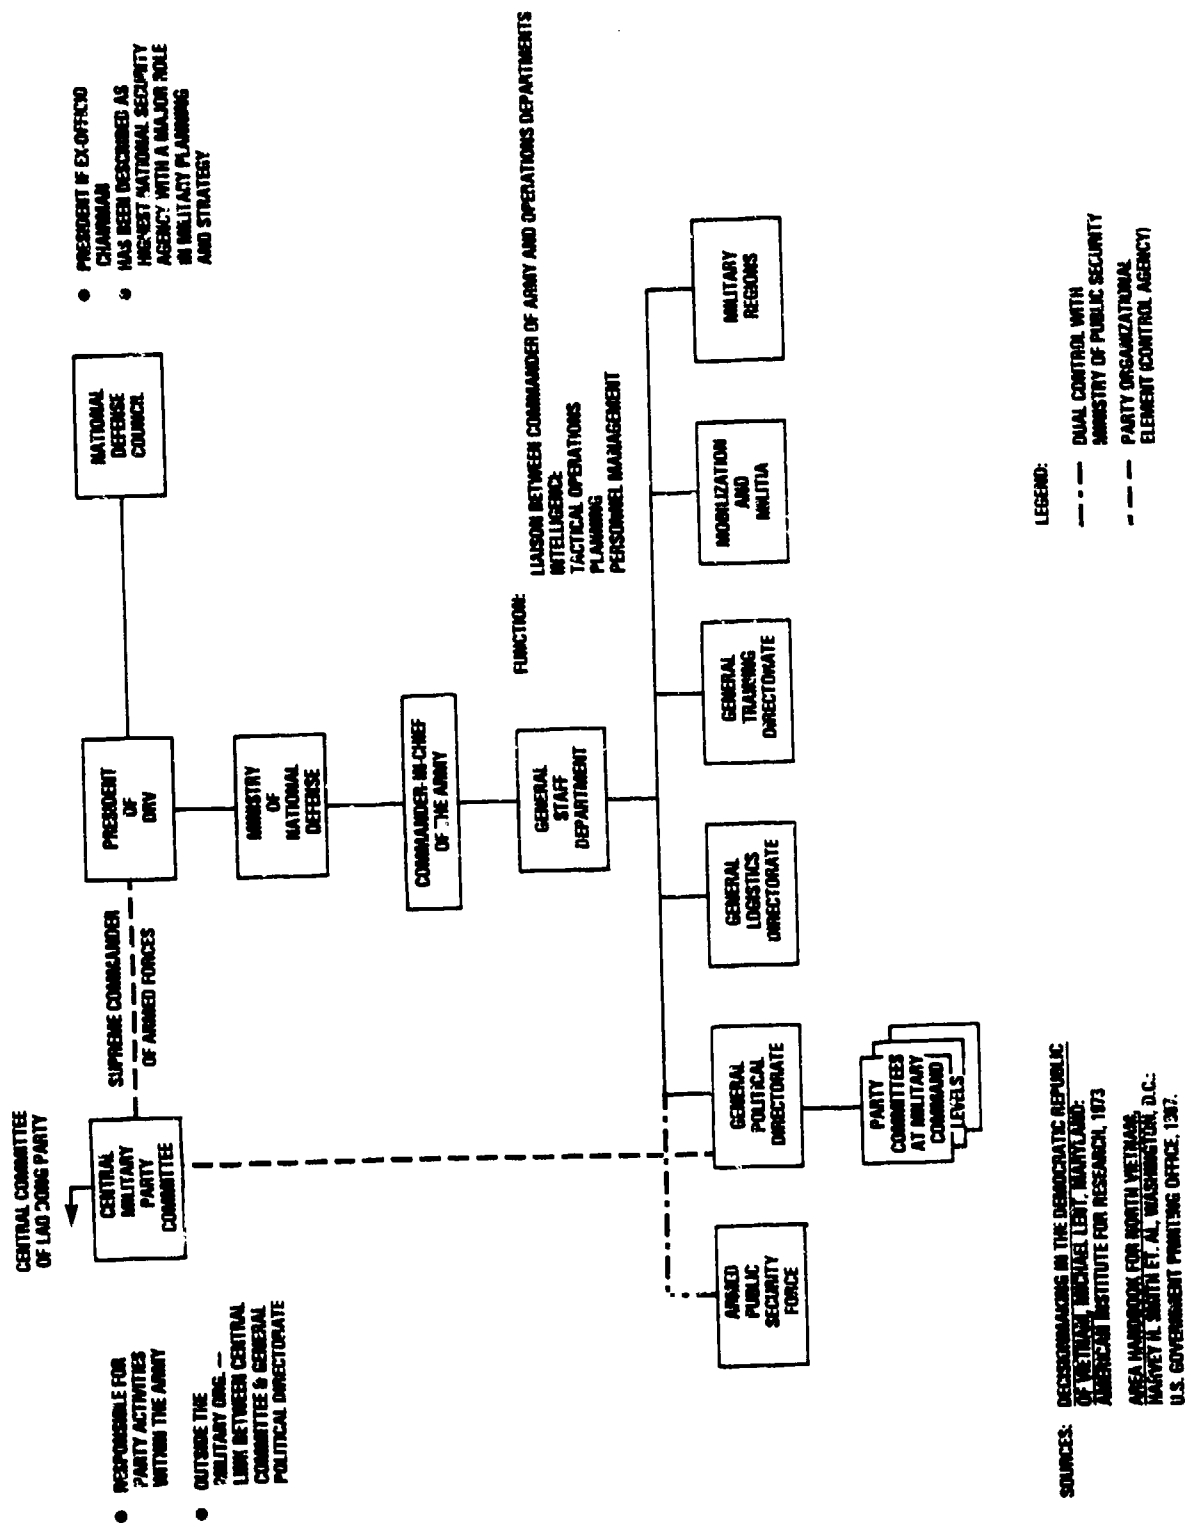 CENTRAL COMMITTEE
OF LAO DONG PARTY
RESPONSIBLE FOR
PARTY ACTIVITIES
WITHIN THE ARMY
OUTSIDE THE
MILITARY ORG. –
LINK BETWEEN CENTRAL
COMMITTEE & GENERAL
POLITICAL DIRECTORATE
CENTRAL
MILITARY
PARTY
COMMITTEE
SUPREME COMMANDER
OF ARMED FORCES
PRESIDENT
OF
DRV
NATIONAL
DEFENSE
COUNCIL
PRESIDENT IF EX-OFFICIO
CHAIRMAN
HAS BEEN DESCRIBED AS
HIGHEST NATIONAL SECURITY
AGENCY WITH A MAJOR ROLE
IN MILITARY PLANNING
AND STRATEGY
MINISTRY
OF
NATIONAL
DEFENSE
COMMANDER-IN-CHIEF
OF THE ARMY
GENERAL
STAFF
DEPARTMENT
FUNCTION:
LIAISON BETWEEN COMMANDER OF ARMY AND OPERATIONS DEPARTMENTS
INTELLIGENCE
TACTICAL OPERATIONS
PLANNING
PERSONNEL MANAGEMENT
ARMED
PUBLIC
SECURITY
FORCE
GENERAL
POLITICAL
DIRECTORATE
GENERAL
LOGISTICS
DIRECTORATE
GENERAL
TRAINING
DIRECTORATE
MOBILIZATION
AND
MILITIA
MILITARY
REGIONS
PARTY
COMMITTEES
AT MILITARY
COMMAND
LEVELS
LEGEND:
DUAL CONTROL WITH
MINISTRY OF PUBLIC SECURITY
PARTY ORGANIZATIONAL
ELEMENT (CONTROL AGENCY)
SOURCES: DECISIONMAKING IN THE DEMOCRATIC REPUBLIC
OF VIETNAM, MICHAEL LENT, MARYLAND:
AMERICAN INSTITUTE FOR RESEARCH, 1973
AREA HANDBOOK FOR NORTH VIETNAM,
HARVEY H. SMITH ET. AL, WASHINGTON, D.C.:
U.S. GOVERNMENT PRINTING OFFICE,